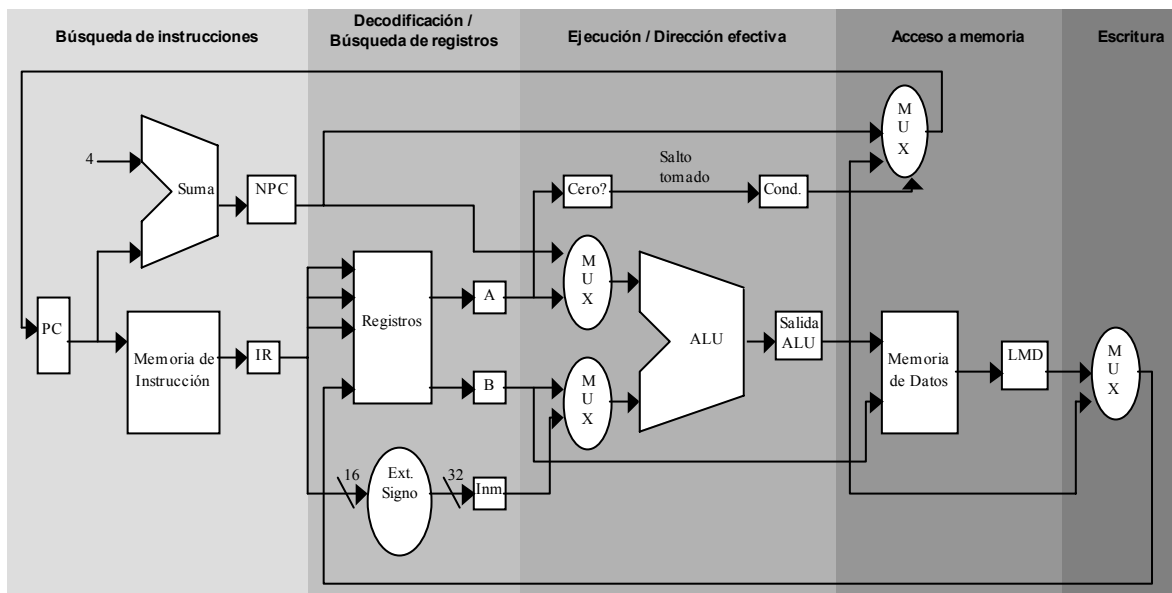 Búsqueda de instrucciones
Decodificación /
Búsqueda de registros
Ejecución / Dirección efectiva
Acceso a memoria
Escritura
4
Suma
NPC
PC
Memoria de
Instrucción
IR
Registros
A
B
16
Ext.
Signo
32
Inm.
Cero?
Salto
tomado
Cond.
M
U
X
M
U
X
M
U
X
ALU
Salida
ALU
Memoria
de Datos
LMD
M
U
X